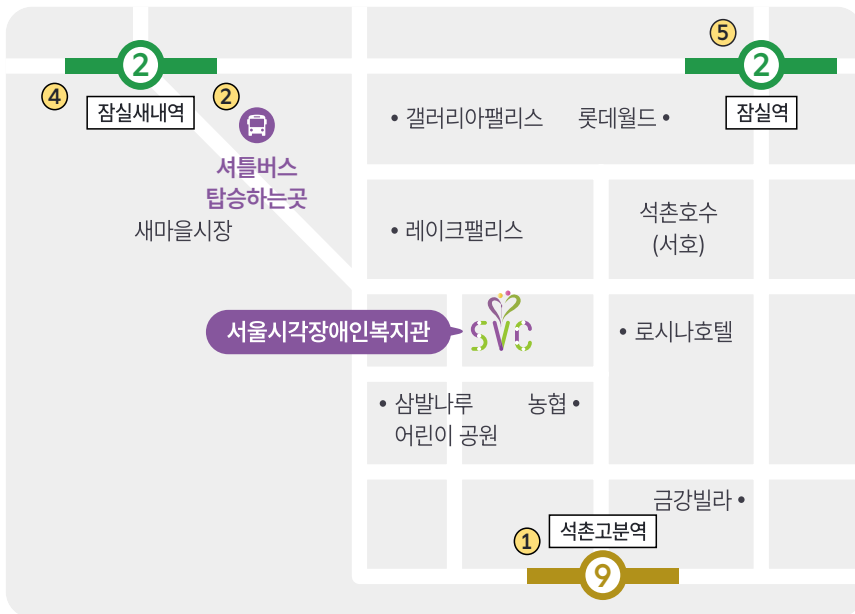 5
2
2
4
2
잠실새내역
잠실역
• 갤러리아팰리스
롯데월드 •
셔틀버스
탑승하는곳
새마을시장
• 레이크팰리스
석촌호수
(서호)
서울시각장애인복지관
SVC
• 로시나호텔
• 삼발나루
어린이 공원
농협 •
금강빌라 •
석촌고분역
1
9